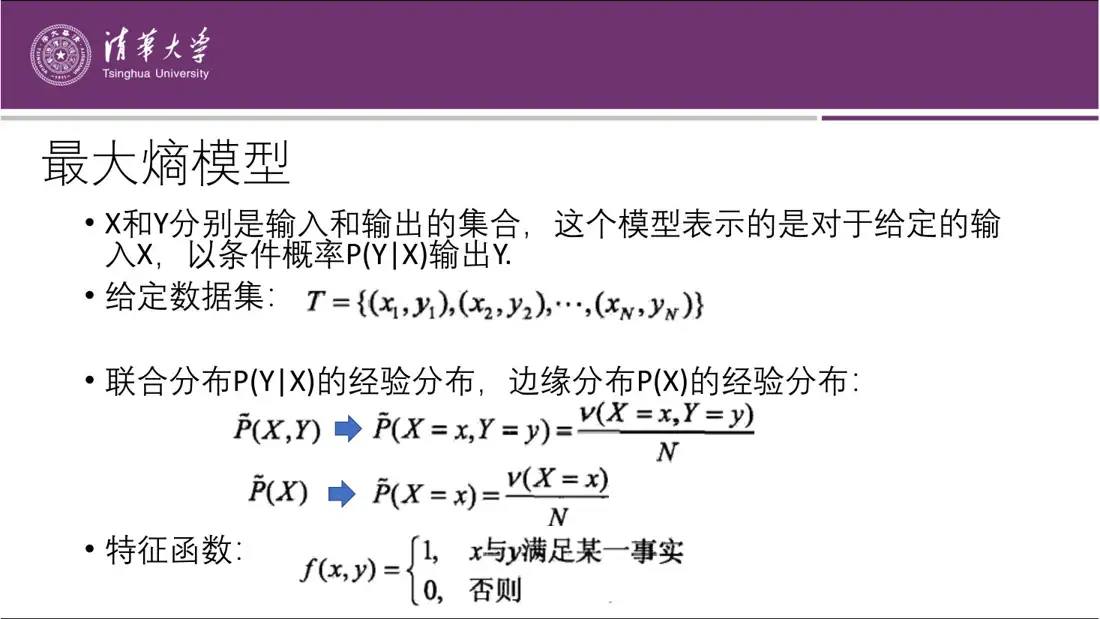 清华大学
Tsinghua University
最大熵模型
• X和Y分别是输入和输出的集合，这个模型表示的是对于给定的输
入X，以条件概率P(Y|X)输出Y.
• 给定数据集： T = {(x₁, y₁), (x₂, y₂), ⋯, (x_N, y_N)}
• 联合分布P(Y|X)的经验分布，边缘分布P(X)的经验分布：
P̃(X,Y) P̃(X = x, Y = y) = ν(X = x, Y = y) / N
P̃(X) P̃(X = x) = ν(X = x) / N
• 特征函数：
f(x, y) = { 1, x与y满足某一事实
0, 否则